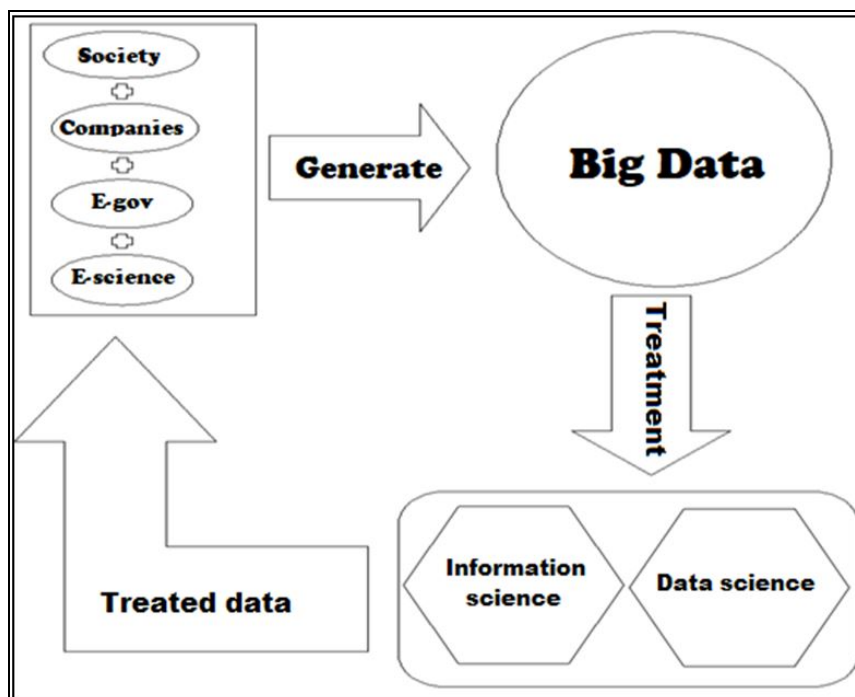 Society
Companies
E-gov
E-science
Generate
Big Data
Treatment
Information
science
Data science
Treated data